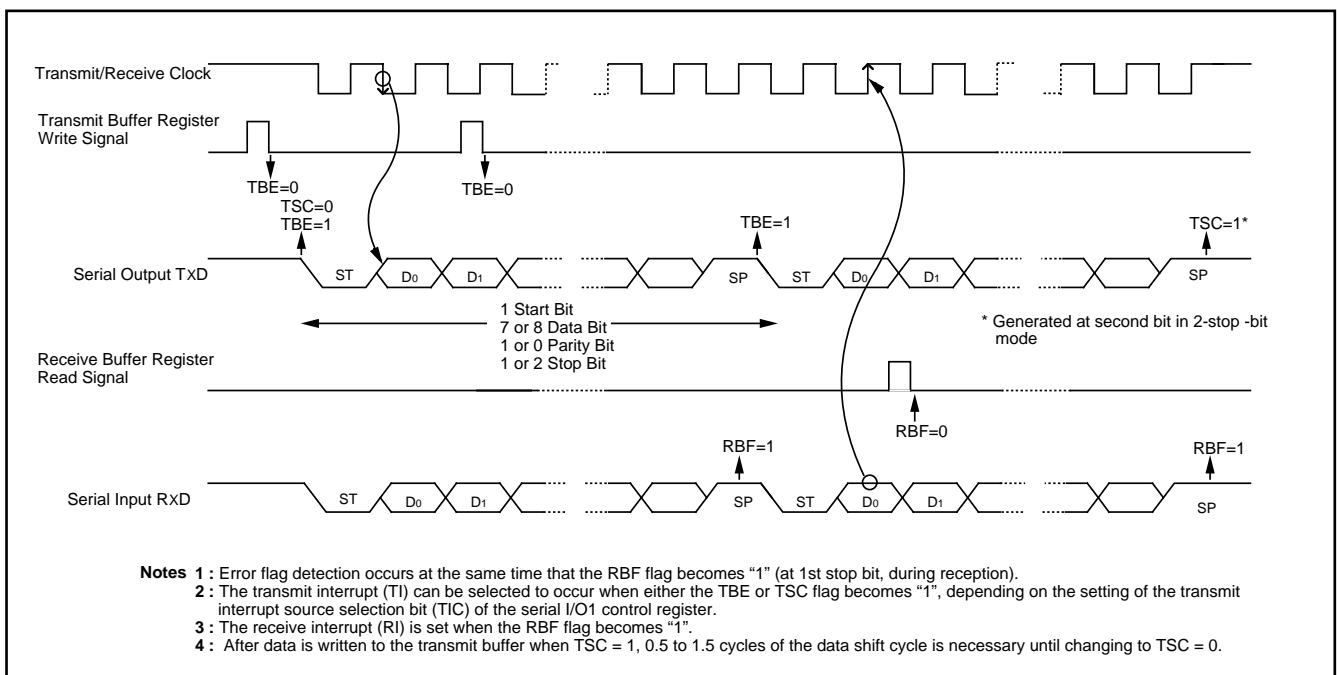 Transmit/Receive Clock
Transmit Buffer Register
Write Signal
TBE=0
TBE=0
TSC=0
TBE=1
TBE=1
TSC=1*
Serial Output TXD
ST
D0
D1
SP
ST
D0
D1
SP
1 Start Bit
7 or 8 Data Bit
1 or 0 Parity Bit
1 or 2 Stop Bit
* Generated at second bit in 2-stop -bit
mode
Receive Buffer Register
Read Signal
RBF=0
RBF=1
RBF=1
Serial Input RXD
ST
D0
D1
SP
ST
D0
D1
SP
Notes 1 : Error flag detection occurs at the same time that the RBF flag becomes “1” (at 1st stop bit, during reception).
2 : The transmit interrupt (TI) can be selected to occur when either the TBE or TSC flag becomes “1”, depending on the setting of the transmit
interrupt source selection bit (TIC) of the serial I/O1 control register.
3 : The receive interrupt (RI) is set when the RBF flag becomes “1”.
4 : After data is written to the transmit buffer when TSC = 1, 0.5 to 1.5 cycles of the data shift cycle is necessary until changing to TSC = 0.